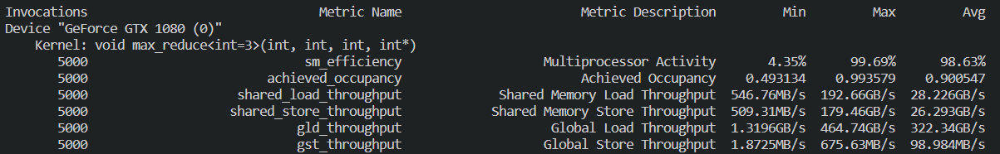 Invocations Metric Name Metric Description Min Max Avg
Device "GeForce GTX 1080 (0)"
Kernel: void max_reduce<int=3>(int, int, int, int*)
5000 sm_efficiency Multiprocessor Activity 4.35% 99.69% 98.63%
5000 achieved_occupancy Achieved Occupancy 0.493134 0.993579 0.900547
5000 shared_load_throughput Shared Memory Load Throughput 546.76MB/s 192.66GB/s 28.226GB/s
5000 shared_store_throughput Shared Memory Store Throughput 509.31MB/s 179.46GB/s 26.293GB/s
5000 gld_throughput Global Load Throughput 1.3196GB/s 464.74GB/s 322.34GB/s
5000 gst_throughput Global Store Throughput 1.8725MB/s 675.63MB/s 98.984MB/s